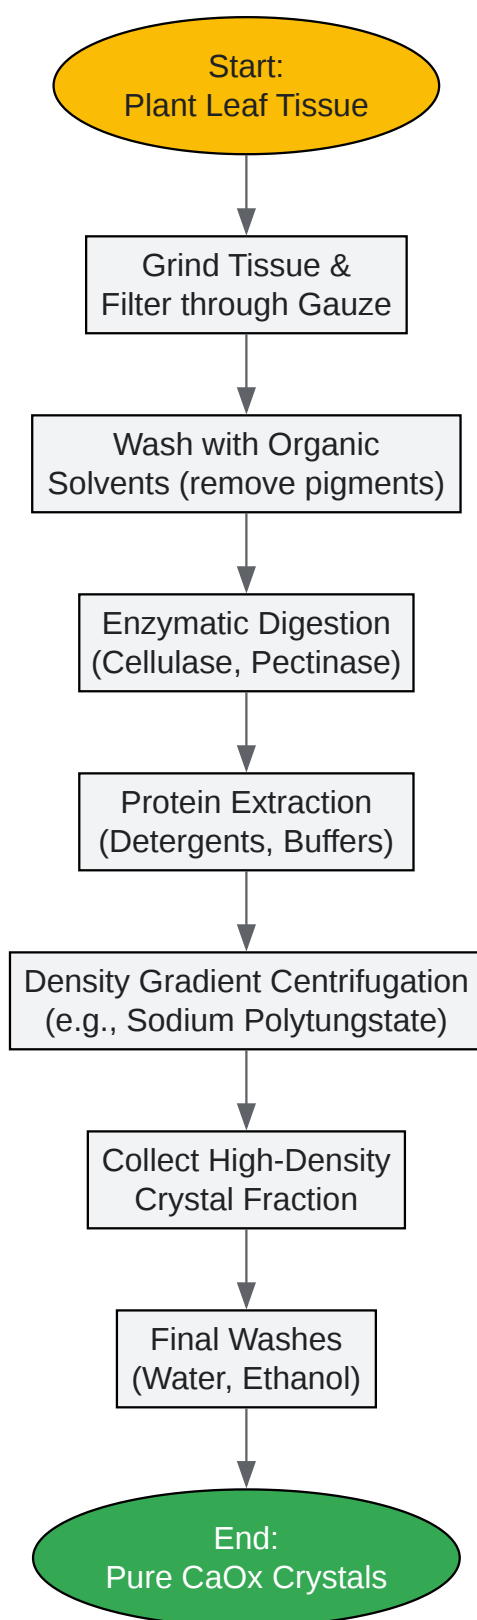 Start:
Plant Leaf Tissue
Grind Tissue &
Filter through Gauze
Wash with Organic
Solvents (remove pigments)
Enzymatic Digestion
(Cellulase, Pectinase)
Protein Extraction
(Detergents, Buffers)
Density Gradient Centrifugation
(e.g., Sodium Polytungstate)
Collect High-Density
Crystal Fraction
Final Washes
(Water, Ethanol)
End:
Pure CaOx Crystals